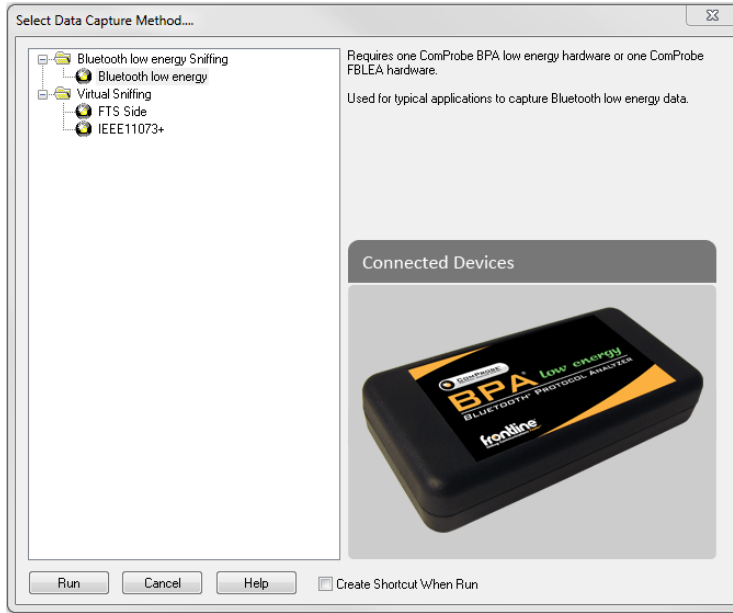 Select Data Capture Method....
Bluetooth low energy Sniffing
Bluetooth low energy
Virtual Sniffing
FTS Side
IEEE11073+
Requires one ComProbe BPA low energy hardware or one ComProbe
FBLEA hardware.
Used for typical applications to capture Bluetooth low energy data.
Connected Devices
COMPROBE
BPA® low energy
BLUETOOTH® PROTOCOL ANALYZER
frontline
Run
Cancel
Help
Create Shortcut When Run